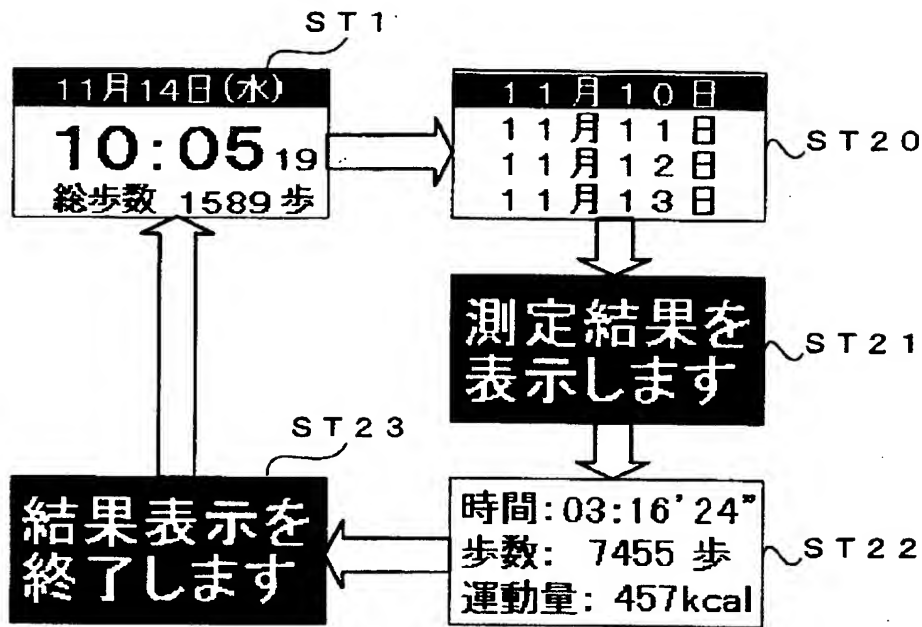 ST1
11月14日(水)
10:05 19
総歩数 1589 歩
11月10日
11月11日
11月12日
11月13日
ST20
測定結果を
表示します
ST21
時間:03:16'24"
歩数: 7455 歩
運動量: 457kcal
ST22
ST23
結果表示を
終了します